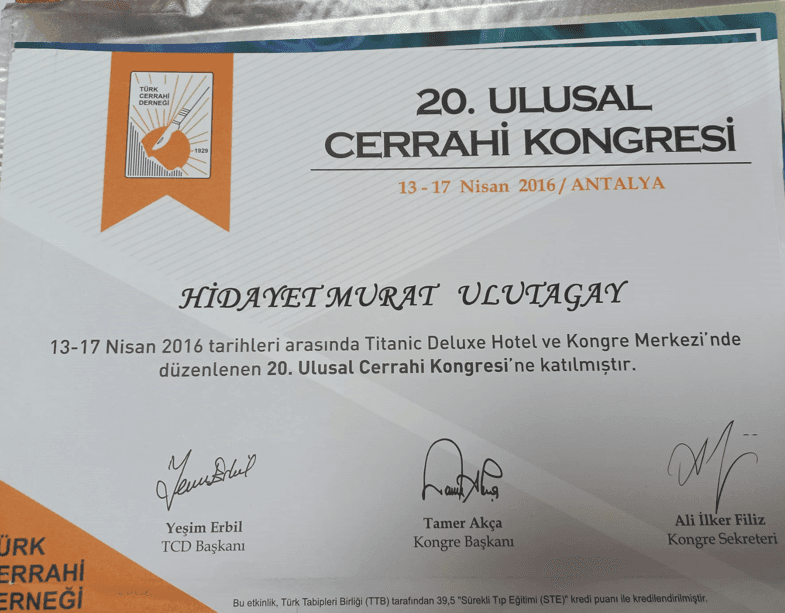 TÜRK
CERRAHİ
DERNEĞİ
1929
20. ULUSAL
CERRAHİ KONGRESİ
13 - 17 Nisan 2016 / ANTALYA
HİDAYET MURAT ULUTAGAY
13-17 Nisan 2016 tarihleri arasında Titanic Deluxe Hotel ve Kongre Merkezi'nde
düzenlenen 20. Ulusal Cerrahi Kongresi'ne katılmıştır.
Yeşim Erbil
TCD Başkanı
Tamer Akça
Kongre Başkanı
Ali İlker Filiz
Kongre Sekreteri
ÜRK
ERRAHİ
ERNEĞİ
Bu etkinlik, Türk Tabipleri Birliği (TTB) tarafından 39,5 "Sürekli Tıp Eğitimi (STE)" kredi puanı ile kredilendirilmiştir.